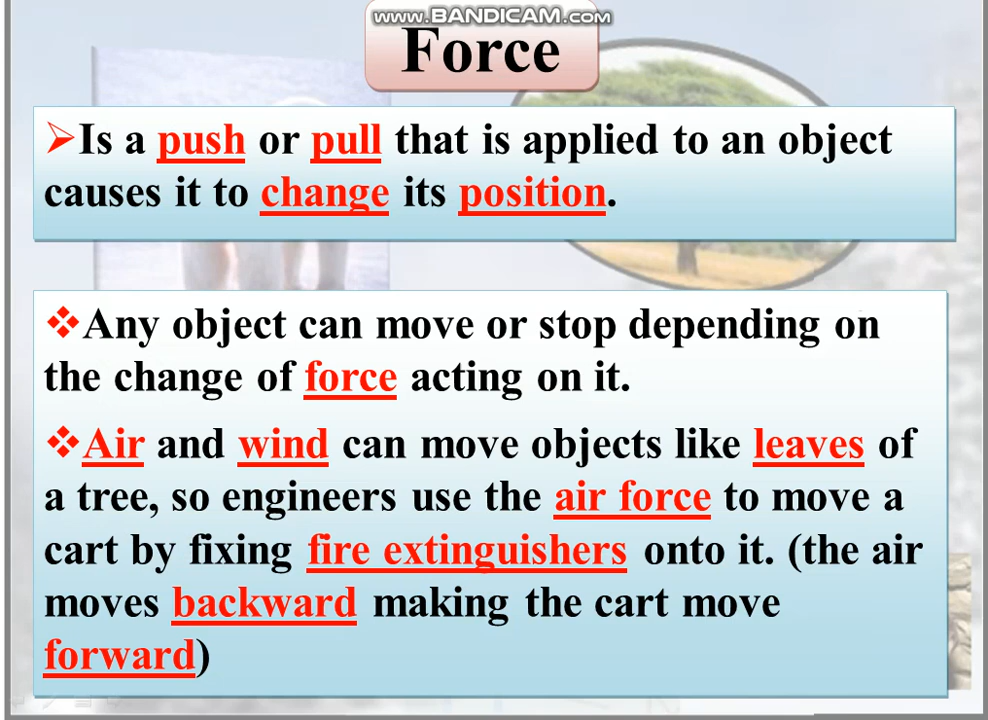 www.BANDICAM.com
Force
➢Is a push or pull that is applied to an object
causes it to change its position.
❖Any object can move or stop depending on
the change of force acting on it.
❖Air and wind can move objects like leaves of
a tree, so engineers use the air force to move a
cart by fixing fire extinguishers onto it. (the air
moves backward making the cart move
forward)